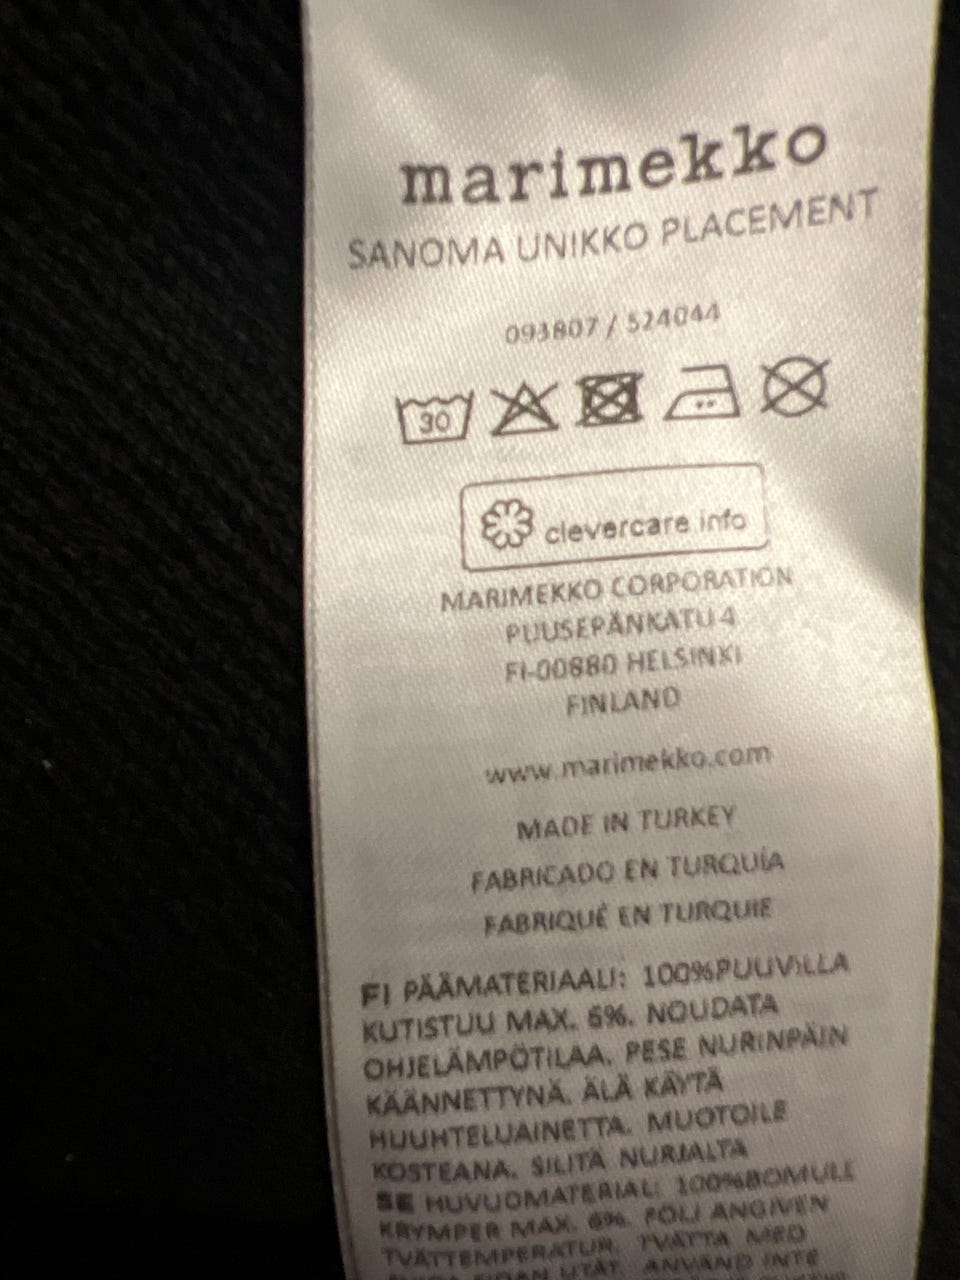 marimekko
SANOMA UNIKKO PLACEMENT
093807 / 524044
30
clevercare.info
MARIMEKKO CORPORATION
PUUSEPÄNKATU 4
FI-00880 HELSINKI
FINLAND
www.marimekko.com
MADE IN TURKEY
FABRICADO EN TURQUÍA
FABRIQUÉ EN TURQUIE
FI PÄÄMATERIAALI: 100%PUUVILLA
KUTISTUU MAX. 6%. NOUDATA
OHJELÄMPÖTILAA. PESE NURINPÄIN
KÄÄNNETTYNÄ. ÄLÄ KÄYTÄ
HUUHTELUAINETTA. MUOTOILE
KOSTEANA. SILITÄ NURJALTA
SE HUVUDMATERIAL: 100%BOMULL
KRYMPER MAX. 6%. FÖLJ ANGIVEN
TVÄTTEMPERATUR. TVÄTTA MED
UTÅT. ANVÄND INTE